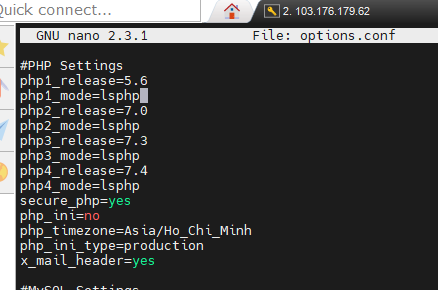 Quick connect...
2. 103.176.179.62
GNU nano 2.3.1 File: options.conf
#PHP Settings
php1_release=5.6
php1_mode=lsphp
php2_release=7.0
php2_mode=lsphp
php3_release=7.3
php3_mode=lsphp
php4_release=7.4
php4_mode=lsphp
secure_php=yes
php_ini=no
php_timezone=Asia/Ho_Chi_Minh
php_ini_type=production
x_mail_header=yes
#MySQL Settings